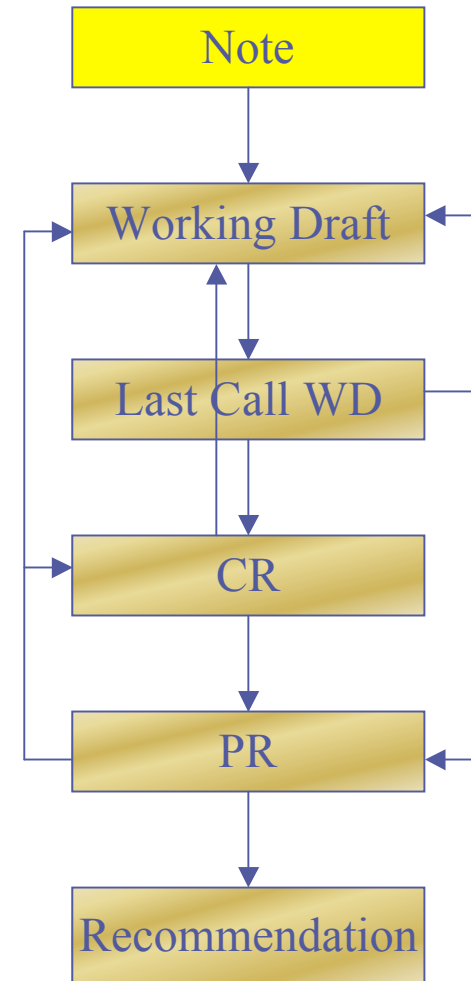 Note
Working Draft
Last Call WD
CR
PR
Recommendation